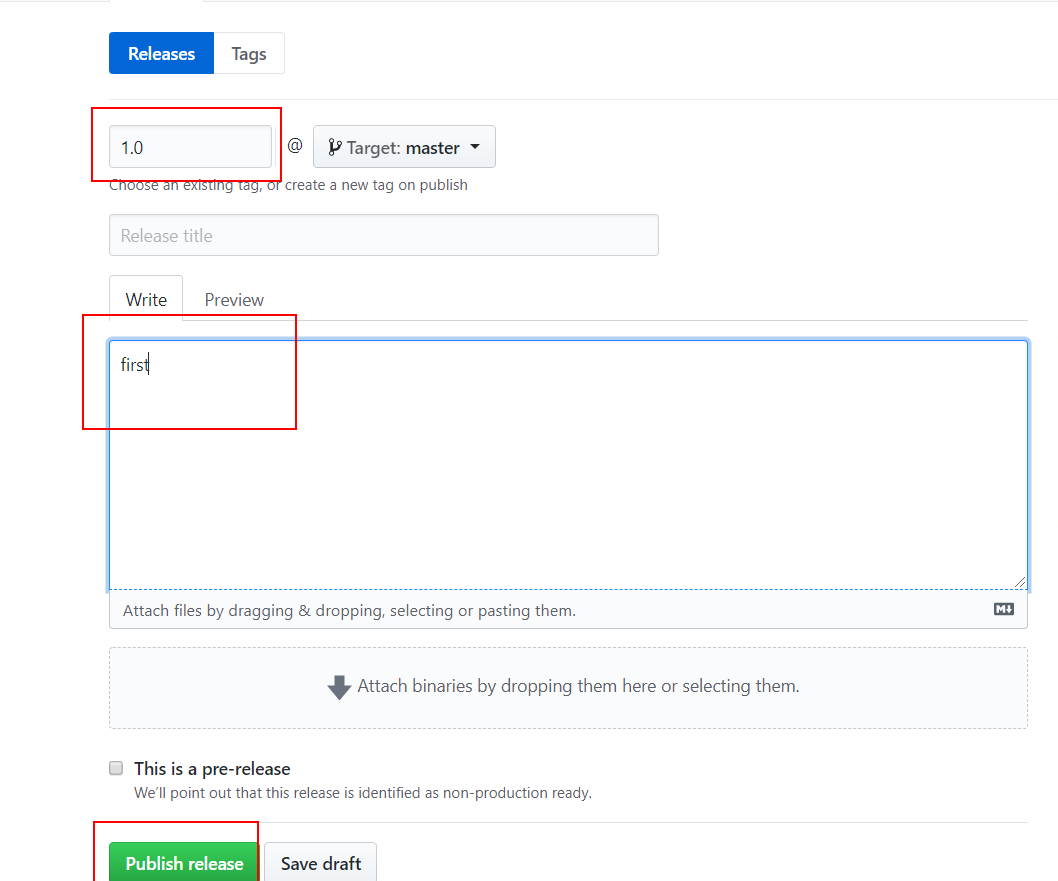 Releases Tags
1.0 @ Target: master
Choose an existing tag, or create a new tag on publish
Release title
Write Preview
first
Attach files by dragging & dropping, selecting or pasting them.
Attach binaries by dropping them here or selecting them.
This is a pre-release
We'll point out that this release is identified as non-production ready.
Publish release Save draft